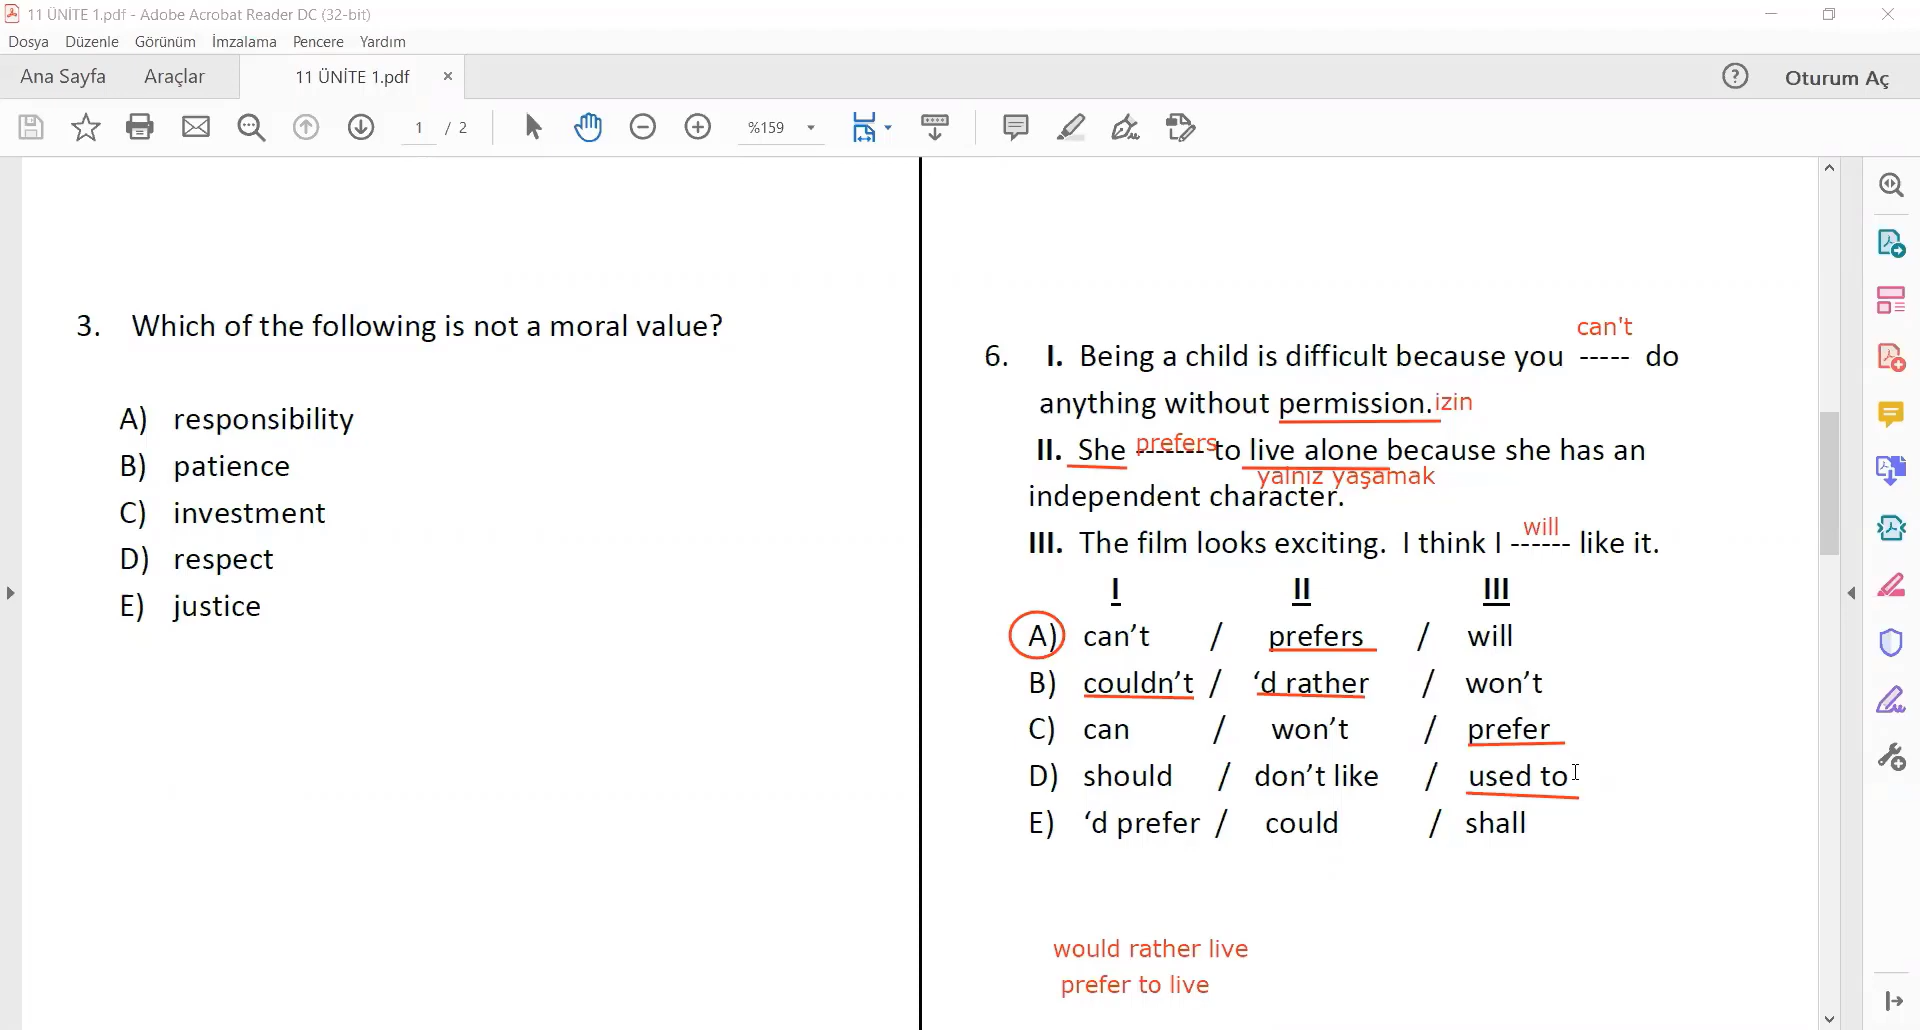 11 ÜNİTE 1.pdf - Adobe Acrobat Reader DC (32-bit)
Dosya Düzenle Görünüm İmzalama Pencere Yardım
Ana Sayfa Araçlar 11 ÜNİTE 1.pdf × Oturum Aç
1 / 2 %159
3. Which of the following is not a moral value?
A) responsibility
B) patience
C) investment
D) respect
E) justice
can't
6. I. Being a child is difficult because you ----- do
anything without permission. izin
II. She prefers ------- to live alone because she has an
yalnız yaşamak
independent character.
will
III. The film looks exciting. I think I ------ like it.
I II III
A) can’t / prefers / will
B) couldn’t / ‘d rather / won’t
C) can / won’t / prefer
D) should / don’t like / used to
E) ‘d prefer / could / shall
would rather live
prefer to live